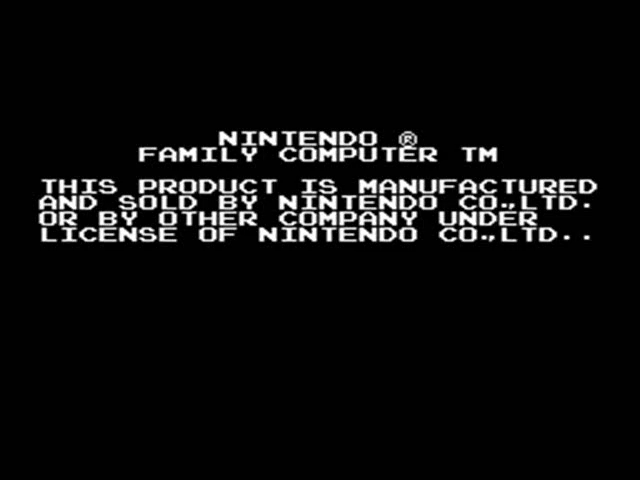 NINTENDO ®
FAMILY COMPUTER TM
THIS PRODUCT IS MANUFACTURED
AND SOLD BY NINTENDO CO.,LTD.
OR BY OTHER COMPANY UNDER
LICENSE OF NINTENDO CO.,LTD..